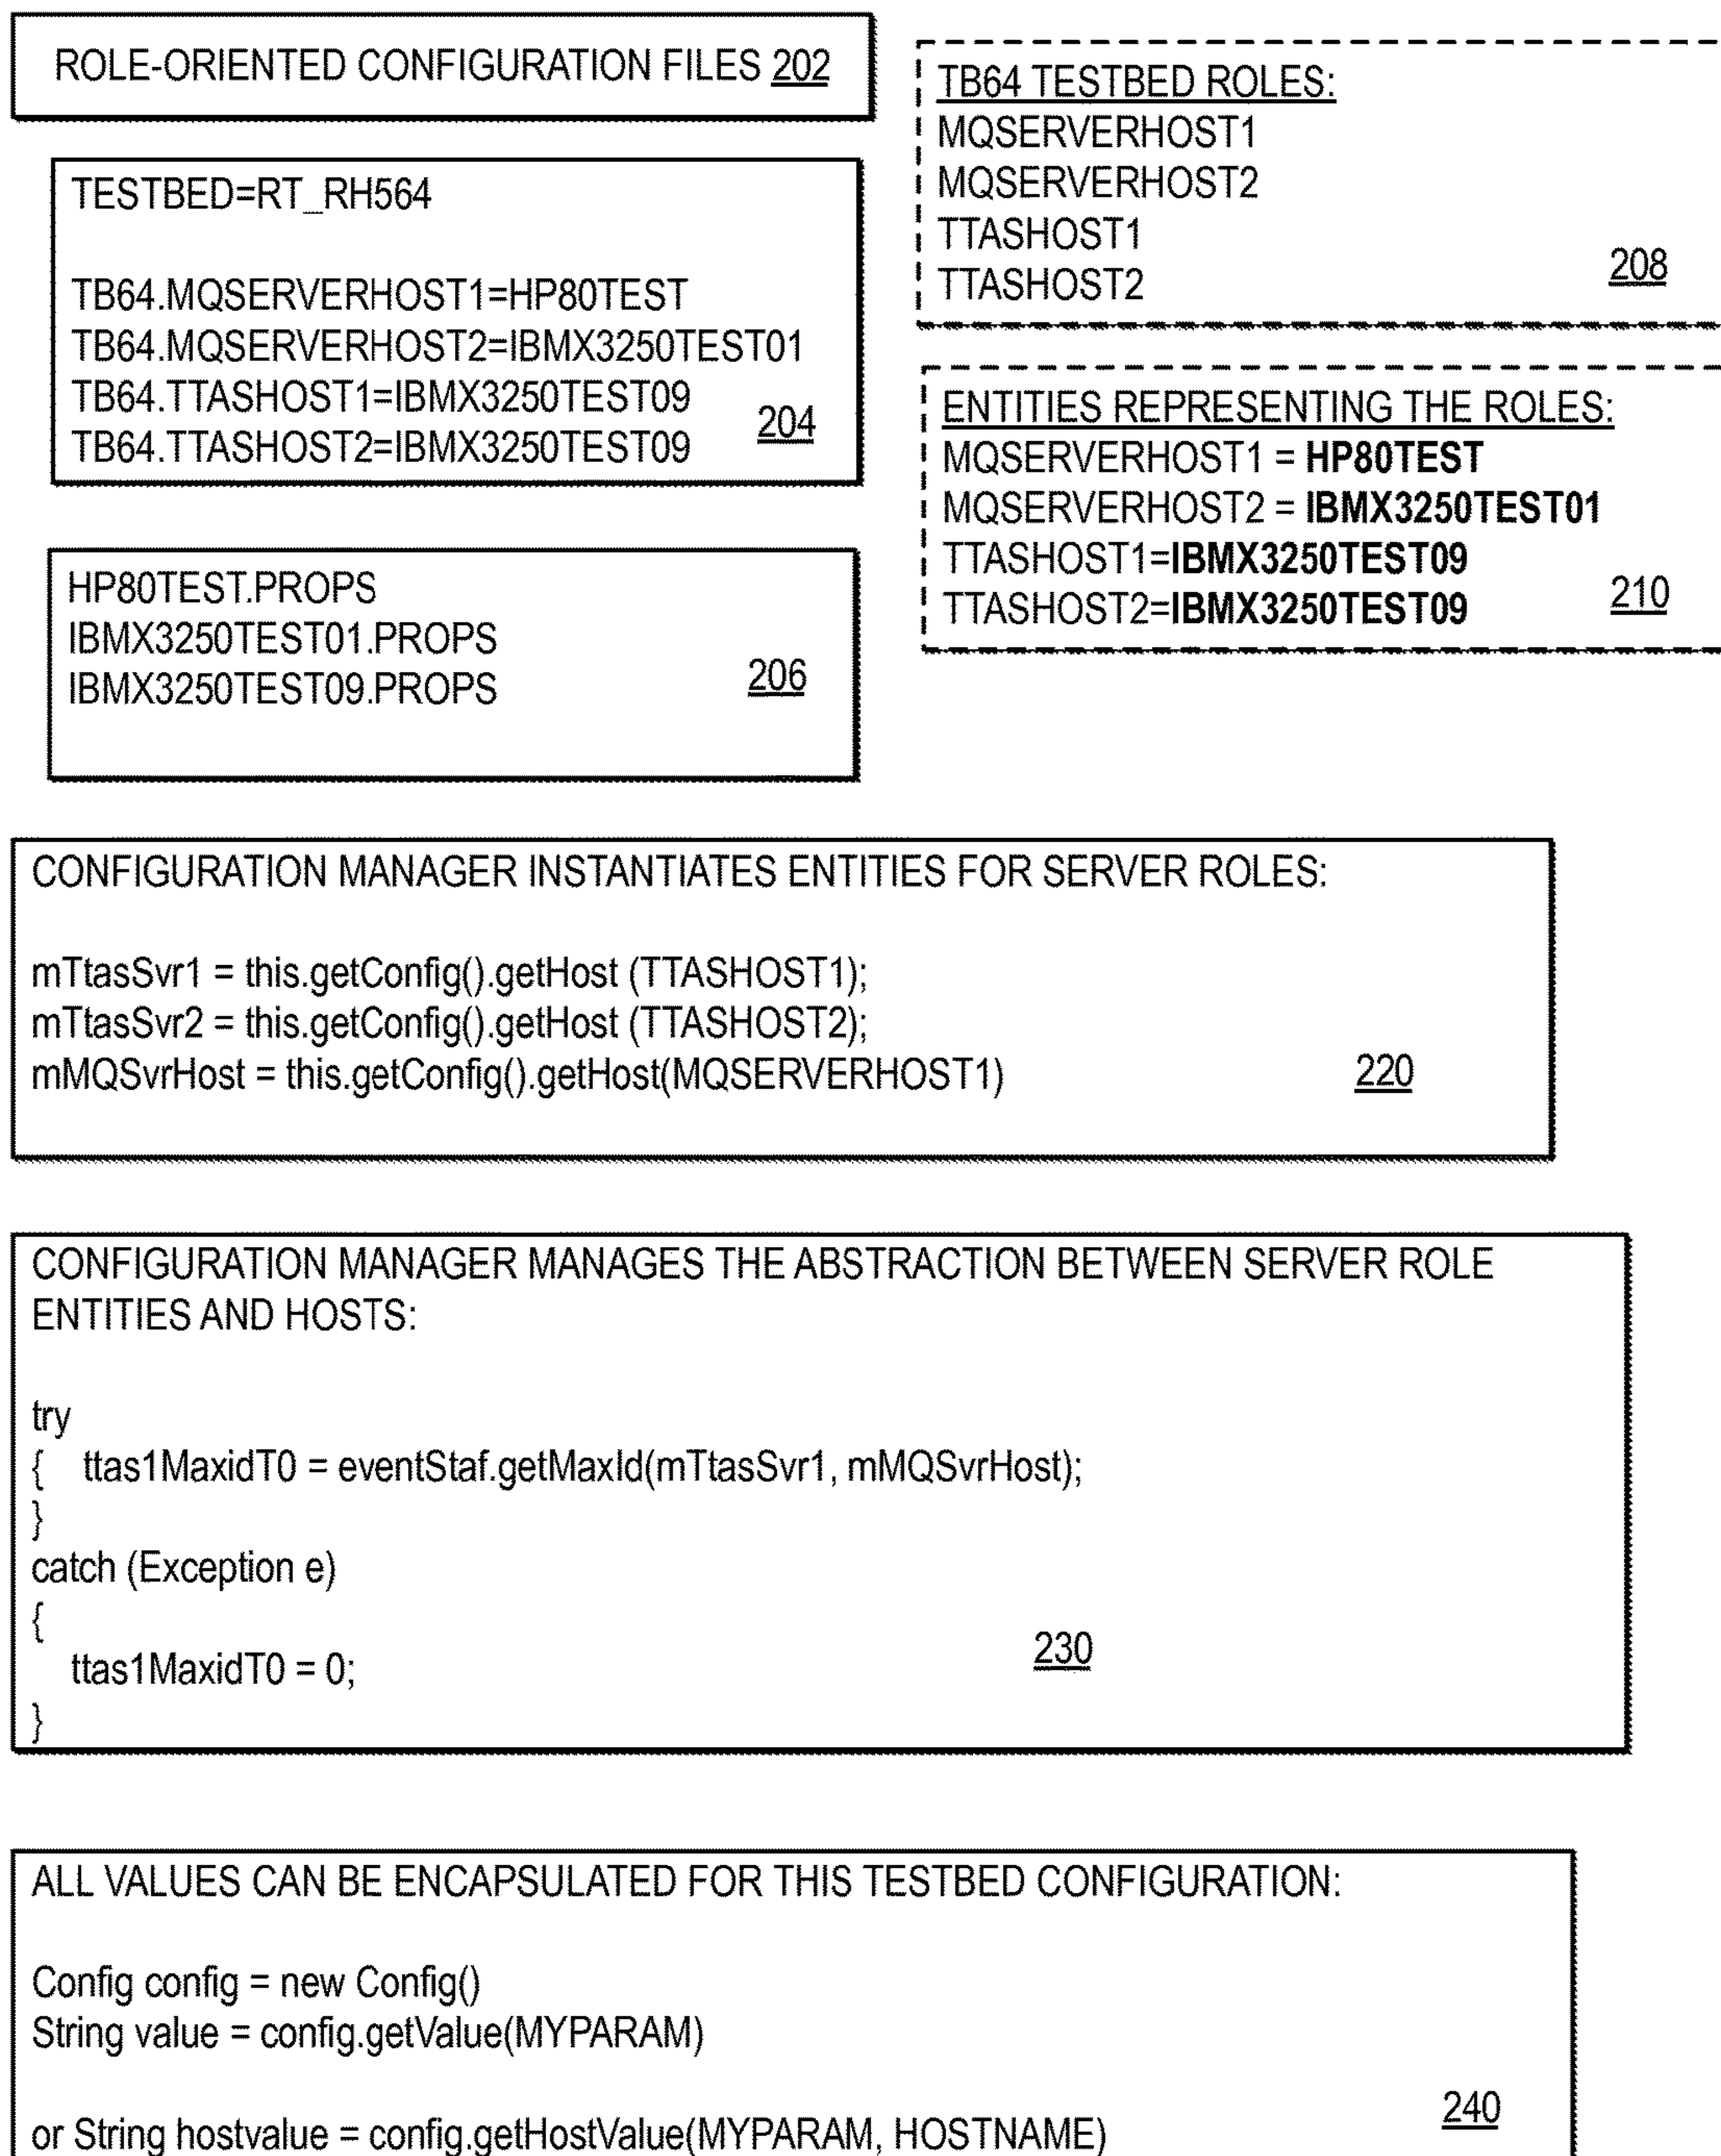 ROLE-ORIENTED CONFIGURATION FILES 202
TESTBED=RT_RH564
TB64.MQSERVERHOST1=HP80TEST
TB64.MQSERVERHOST2=IBMX3250TEST01
TB64.TTASHOST1=IBMX3250TEST09
TB64.TTASHOST2=IBMX3250TEST09
204
HP80TEST.PROPS
IBMX3250TEST01.PROPS
IBMX3250TEST09.PROPS
206
TB64 TESTBED ROLES:
MQSERVERHOST1
MQSERVERHOST2
TTASHOST1
TTASHOST2
208
ENTITIES REPRESENTING THE ROLES:
MQSERVERHOST1 = HP80TEST
MQSERVERHOST2 = IBMX3250TEST01
TTASHOST1=IBMX3250TEST09
TTASHOST2=IBMX3250TEST09
210
CONFIGURATION MANAGER INSTANTIATES ENTITIES FOR SERVER ROLES:
mTtasSvr1 = this.getConfig().getHost (TTASHOST1);
mTtasSvr2 = this.getConfig().getHost (TTASHOST2);
mMQSvrHost = this.getConfig().getHost(MQSERVERHOST1)
220
CONFIGURATION MANAGER MANAGES THE ABSTRACTION BETWEEN SERVER ROLE
ENTITIES AND HOSTS:
try
{ ttas1MaxidT0 = eventStaf.getMaxId(mTtasSvr1, mMQSvrHost);
}
catch (Exception e)
{
ttas1MaxidT0 = 0;
}
230
ALL VALUES CAN BE ENCAPSULATED FOR THIS TESTBED CONFIGURATION:
Config config = new Config()
String value = config.getValue(MYPARAM)
or String hostvalue = config.getHostValue(MYPARAM, HOSTNAME)
240